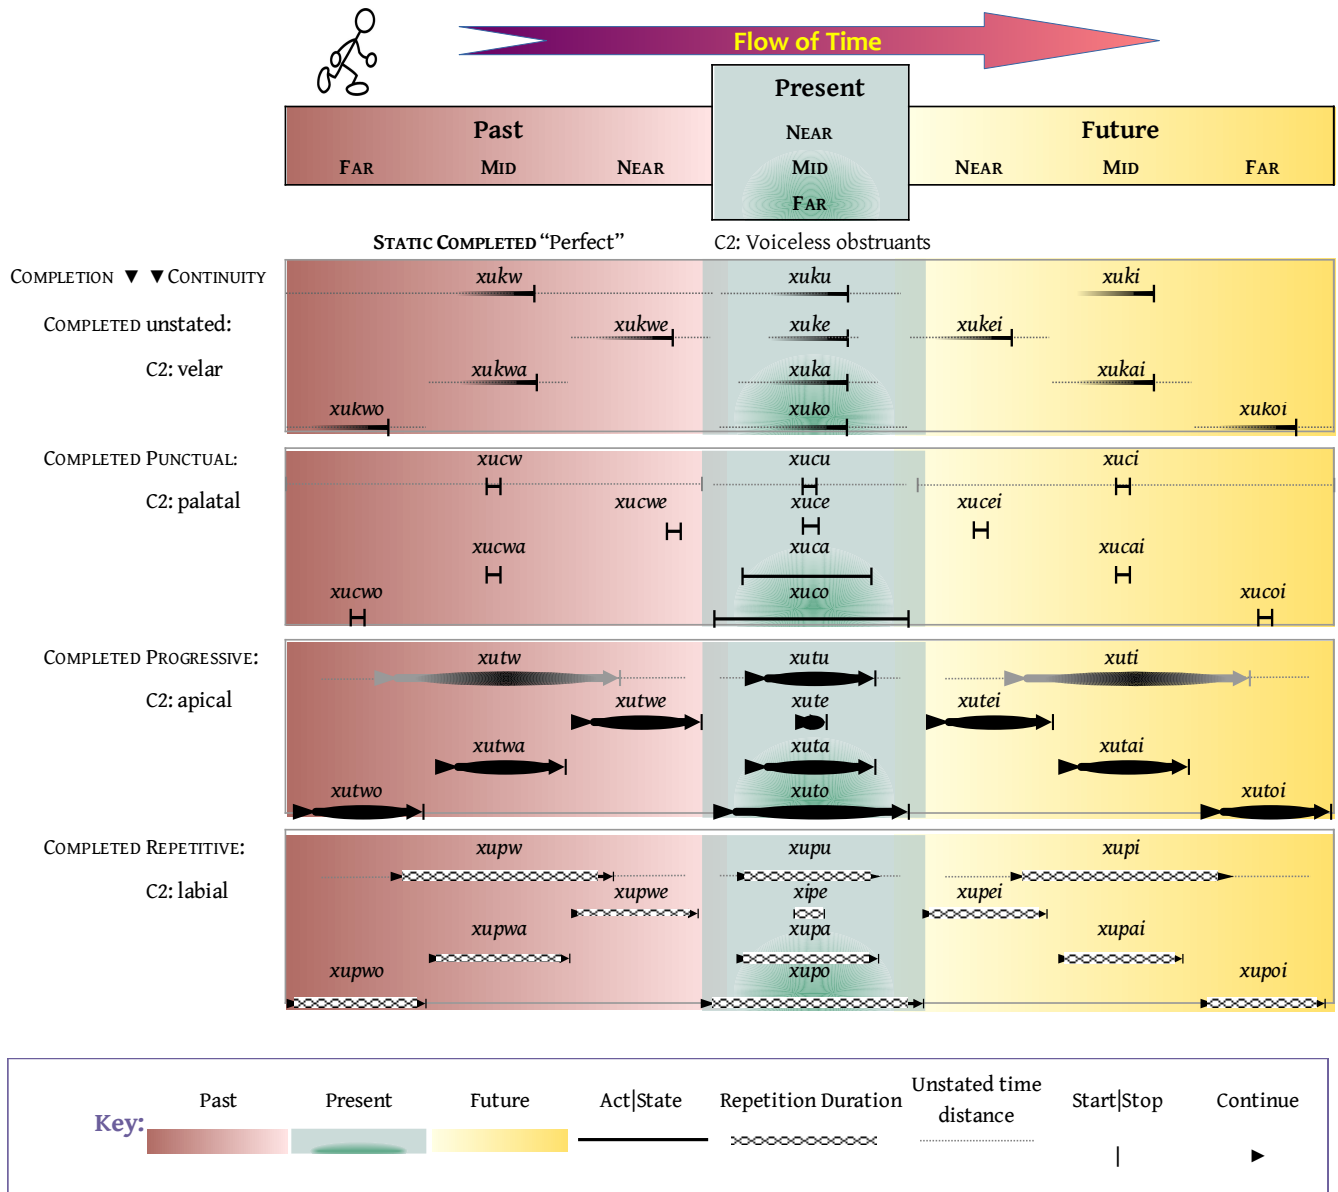 Flow of Time
Present
Past
NEAR
Future
FAR MID NEAR MID NEAR MID FAR
FAR
STATIC COMPLETED “Perfect” C2: Voiceless obstruants
COMPLETION ▼ ▼CONTINUITY
xukw xuku xuki
COMPLETED unstated:
xukwe xuke xukei
C2: velar
xukwa xuka xukai
xukwo xuko xukoi
COMPLETED PUNCTUAL:
xucw xucu xuci
C2: palatal
xucwe xuce xucei
xucwa xuca xucai
xucwo xuco xucoi
COMPLETED PROGRESSIVE:
xutw xutu xuti
C2: apical
xutwe xute xutei
xutwa xuta xutai
xutwo xuto xutoi
COMPLETED REPETITIVE:
xupw xupu xupi
C2: labial
xupwe xipe xupei
xupwa xupa xupai
xupwo xupo xupoi
Key:
Past Present Future Act|State Repetition Duration Unstated time
distance Start|Stop Continue